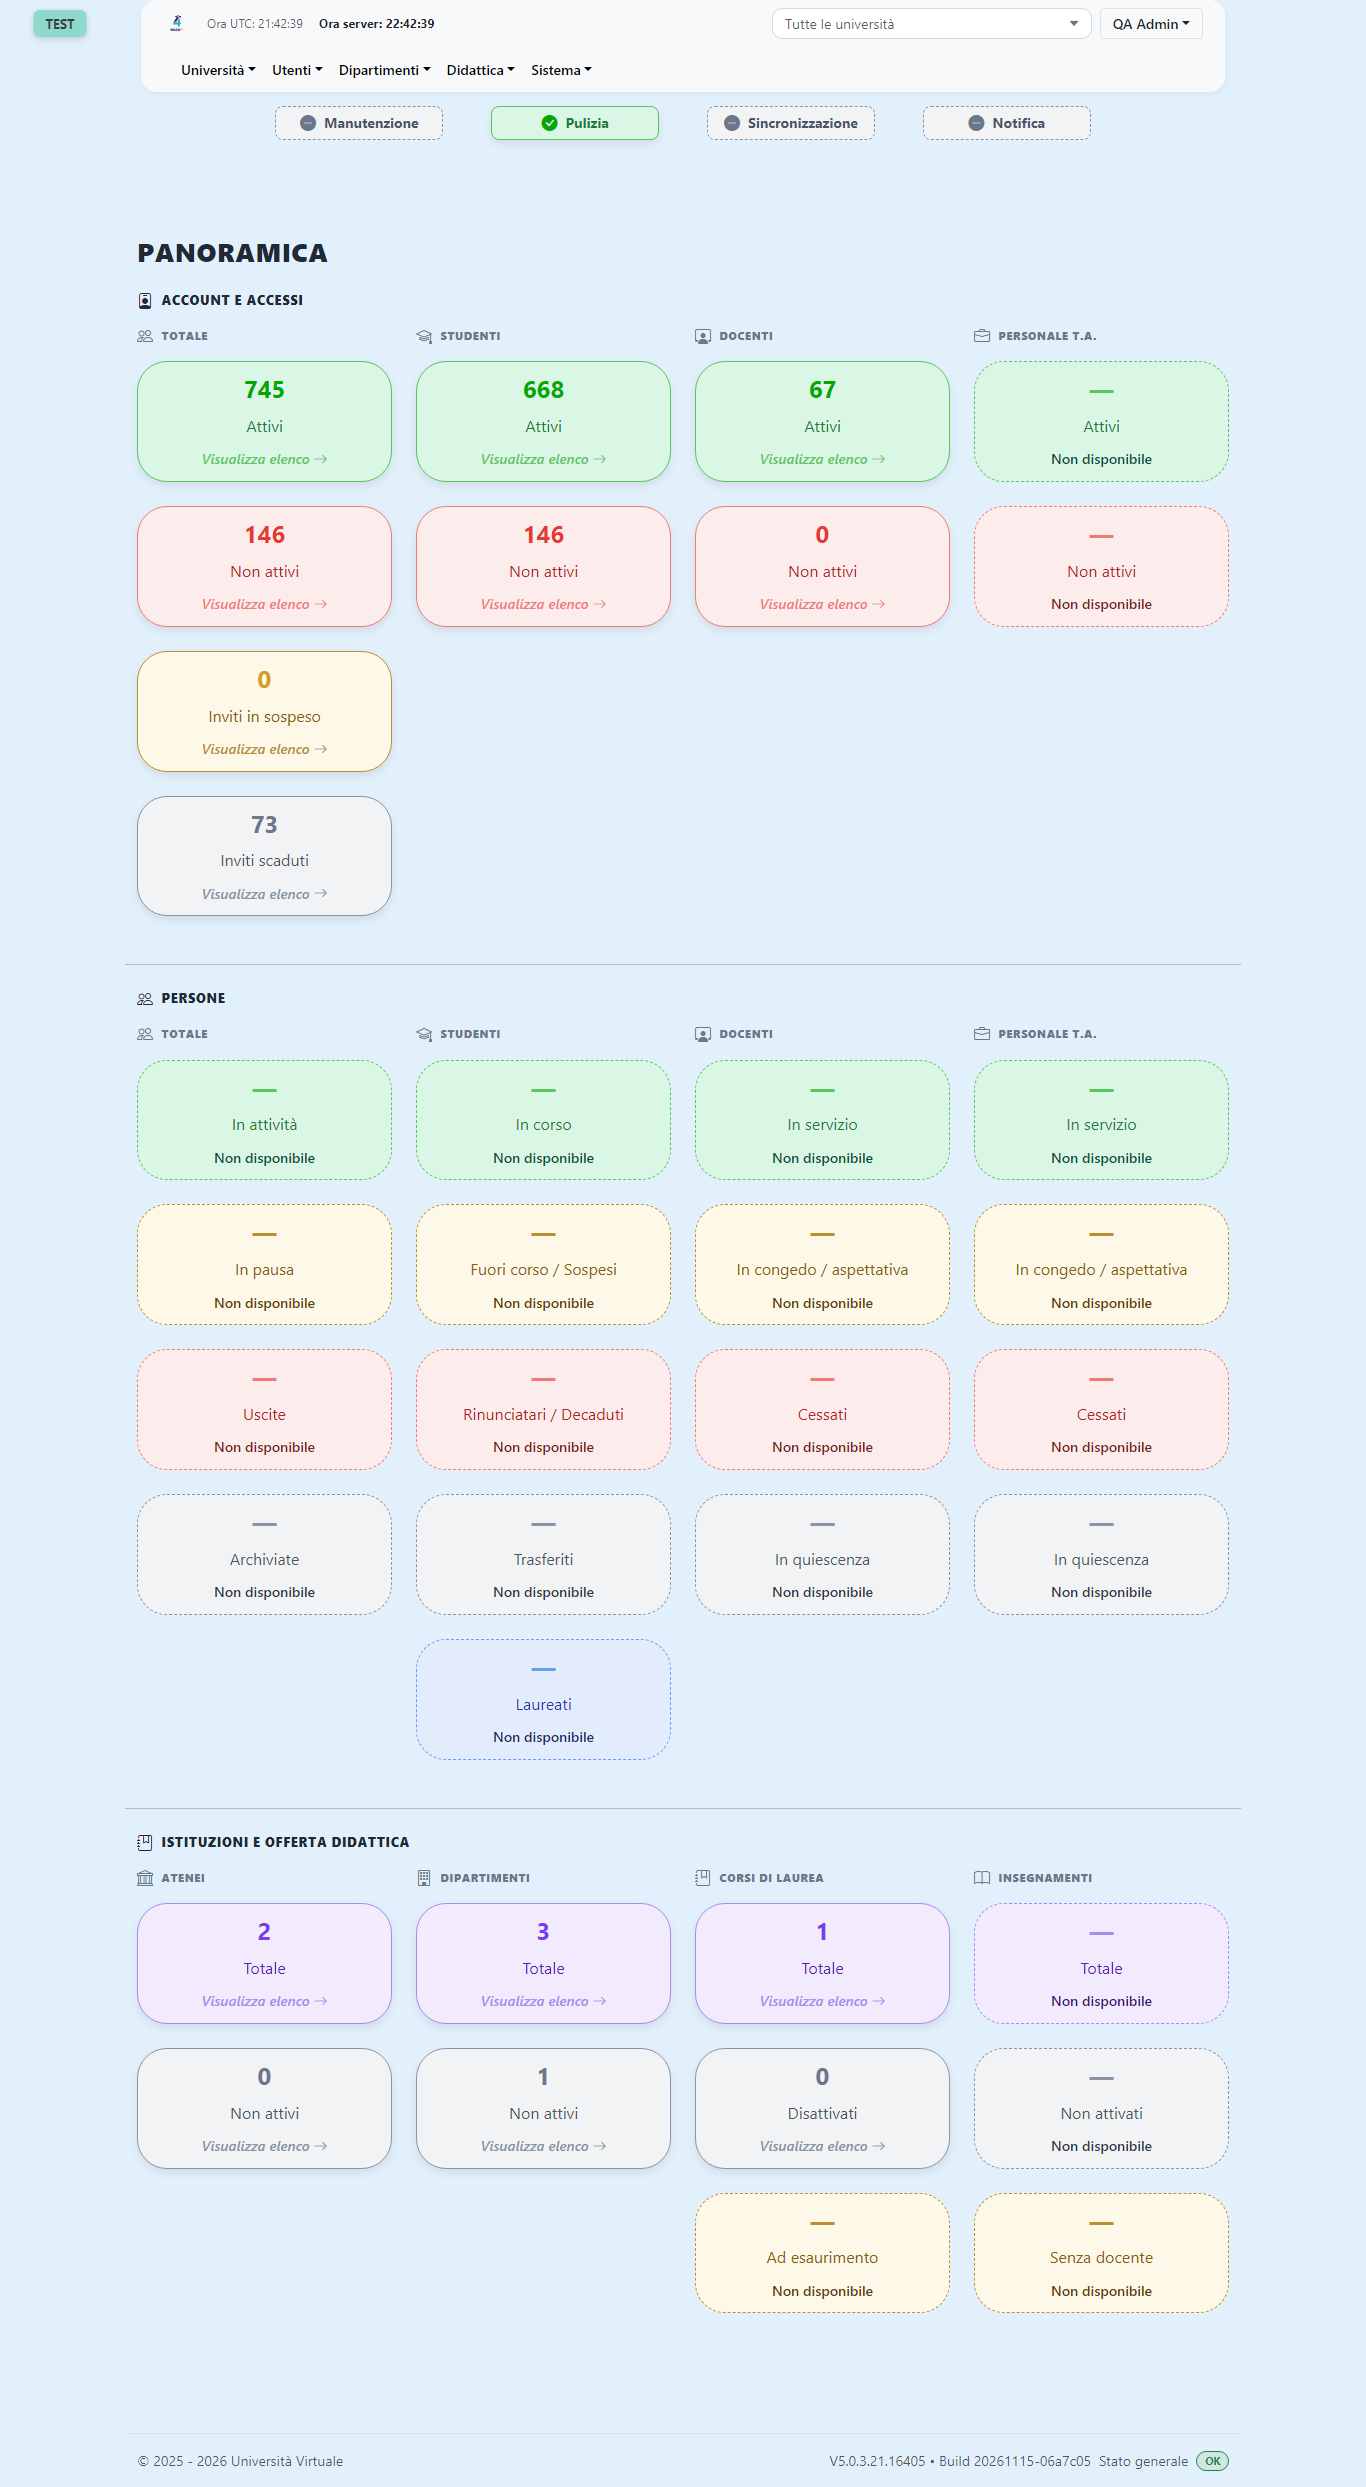 TEST
Ora UTC: 21:42:39 Ora server: 22:42:39 Tutte le università QA Admin
Università Utenti Dipartimenti Didattica Sistema
Manutenzione Pulizia Sincronizzazione Notifica
PANORAMICA
ACCOUNT E ACCESSI
TOTALE STUDENTI DOCENTI PERSONALE T.A.
745 668 67 —
Attivi Attivi Attivi Attivi
Visualizza elenco → Visualizza elenco → Visualizza elenco → Non disponibile
146 146 0 —
Non attivi Non attivi Non attivi Non attivi
Visualizza elenco → Visualizza elenco → Visualizza elenco → Non disponibile
0
Inviti in sospeso
Visualizza elenco →
73
Inviti scaduti
Visualizza elenco →
PERSONE
TOTALE STUDENTI DOCENTI PERSONALE T.A.
— — — —
In attività In corso In servizio In servizio
Non disponibile Non disponibile Non disponibile Non disponibile
— — — —
In pausa Fuori corso / Sospesi In congedo / aspettativa In congedo / aspettativa
Non disponibile Non disponibile Non disponibile Non disponibile
— — — —
Uscite Rinunciatari / Decaduti Cessati Cessati
Non disponibile Non disponibile Non disponibile Non disponibile
— — — —
Archiviate Trasferiti In quiescenza In quiescenza
Non disponibile Non disponibile Non disponibile Non disponibile
—
Laureati
Non disponibile
ISTITUZIONI E OFFERTA DIDATTICA
ATENEI DIPARTIMENTI CORSI DI LAUREA INSEGNAMENTI
2 3 1 —
Totale Totale Totale Totale
Visualizza elenco → Visualizza elenco → Visualizza elenco → Non disponibile
0 1 0 —
Non attivi Non attivi Disattivati Non attivati
Visualizza elenco → Visualizza elenco → Visualizza elenco → Non disponibile
— —
Ad esaurimento Senza docente
Non disponibile Non disponibile
© 2025 - 2026 Università Virtuale V5.0.3.21.16405 • Build 20261115-06a7c05 Stato generale OK